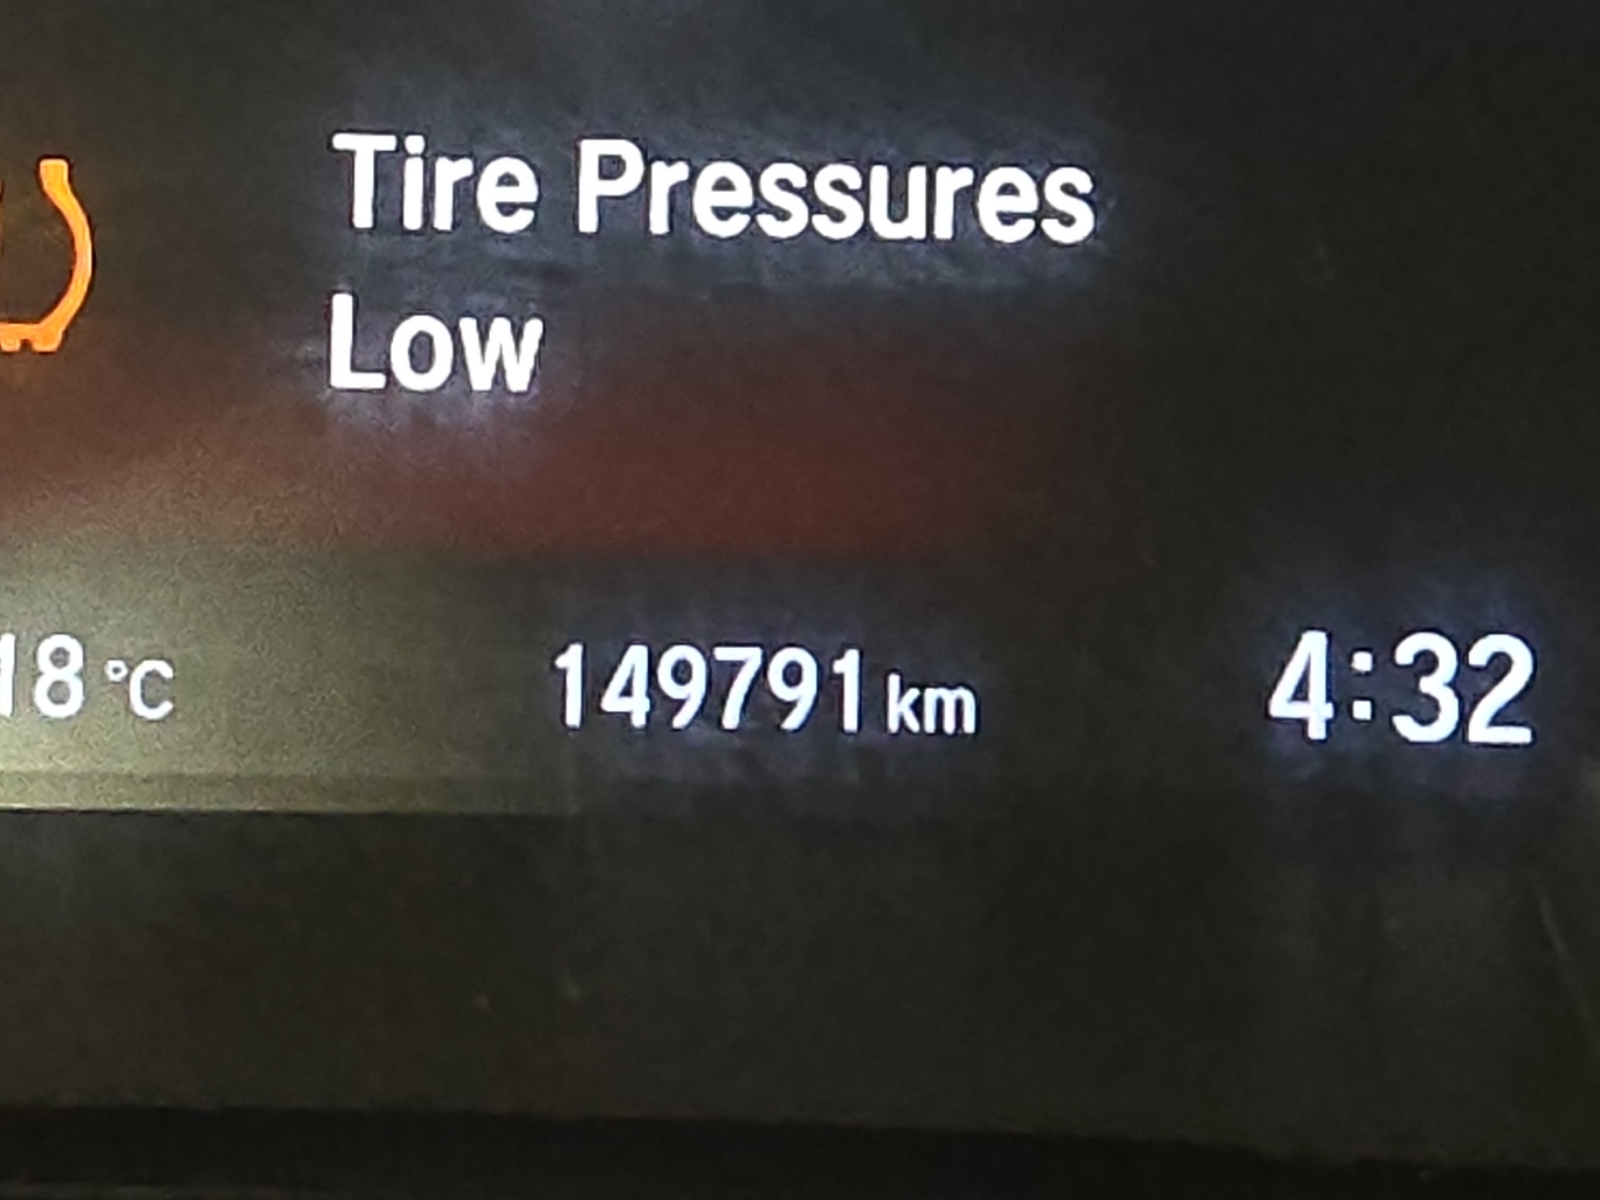 Tire Pressures
Low
18 °C 149791 km 4:32